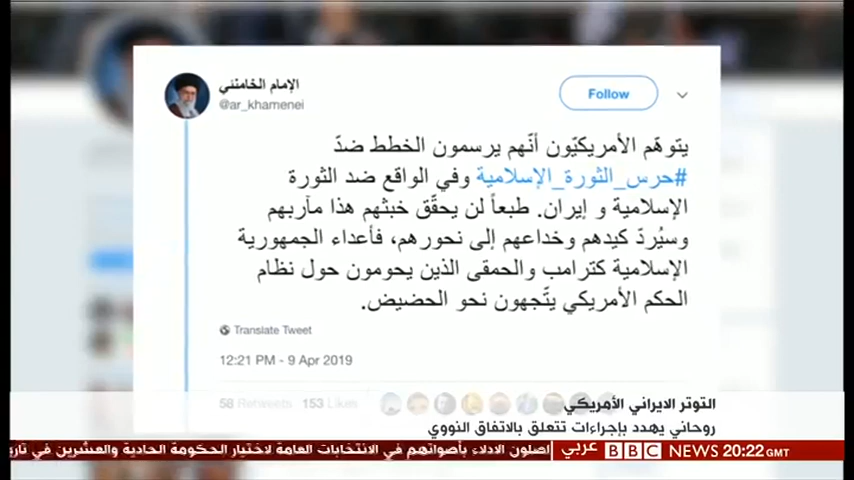 الإمام الخامنئي
@ar_khamenei
Follow
يتوهّم الأمريكيّون أنّهم يرسمون الخطط ضدّ
#حرس_الثورة_الإسلامية وفي الواقع ضد الثورة
الإسلامية و إيران. طبعاً لن يحقّق خبثهم هذا مآربهم
وسيُردّ كيدهم وخداعهم إلى نحورهم، فأعداء الجمهورية
الإسلامية كترامب والحمقى الذين يحومون حول نظام
الحكم الأمريكي يتّجهون نحو الحضيض.
Translate Tweet
12:21 PM - 9 Apr 2019
58 Retweets 153 Likes
التوتر الايراني الأمريكي
روحاني يهدد بإجراءات تتعلق بالاتفاق النووي
اصلون الادلاء بأصواتهم في الانتخابات العامة لاختيار الحكومة الحادية والعشرين في تار
BBC NEWS عربي 20:22 GMT